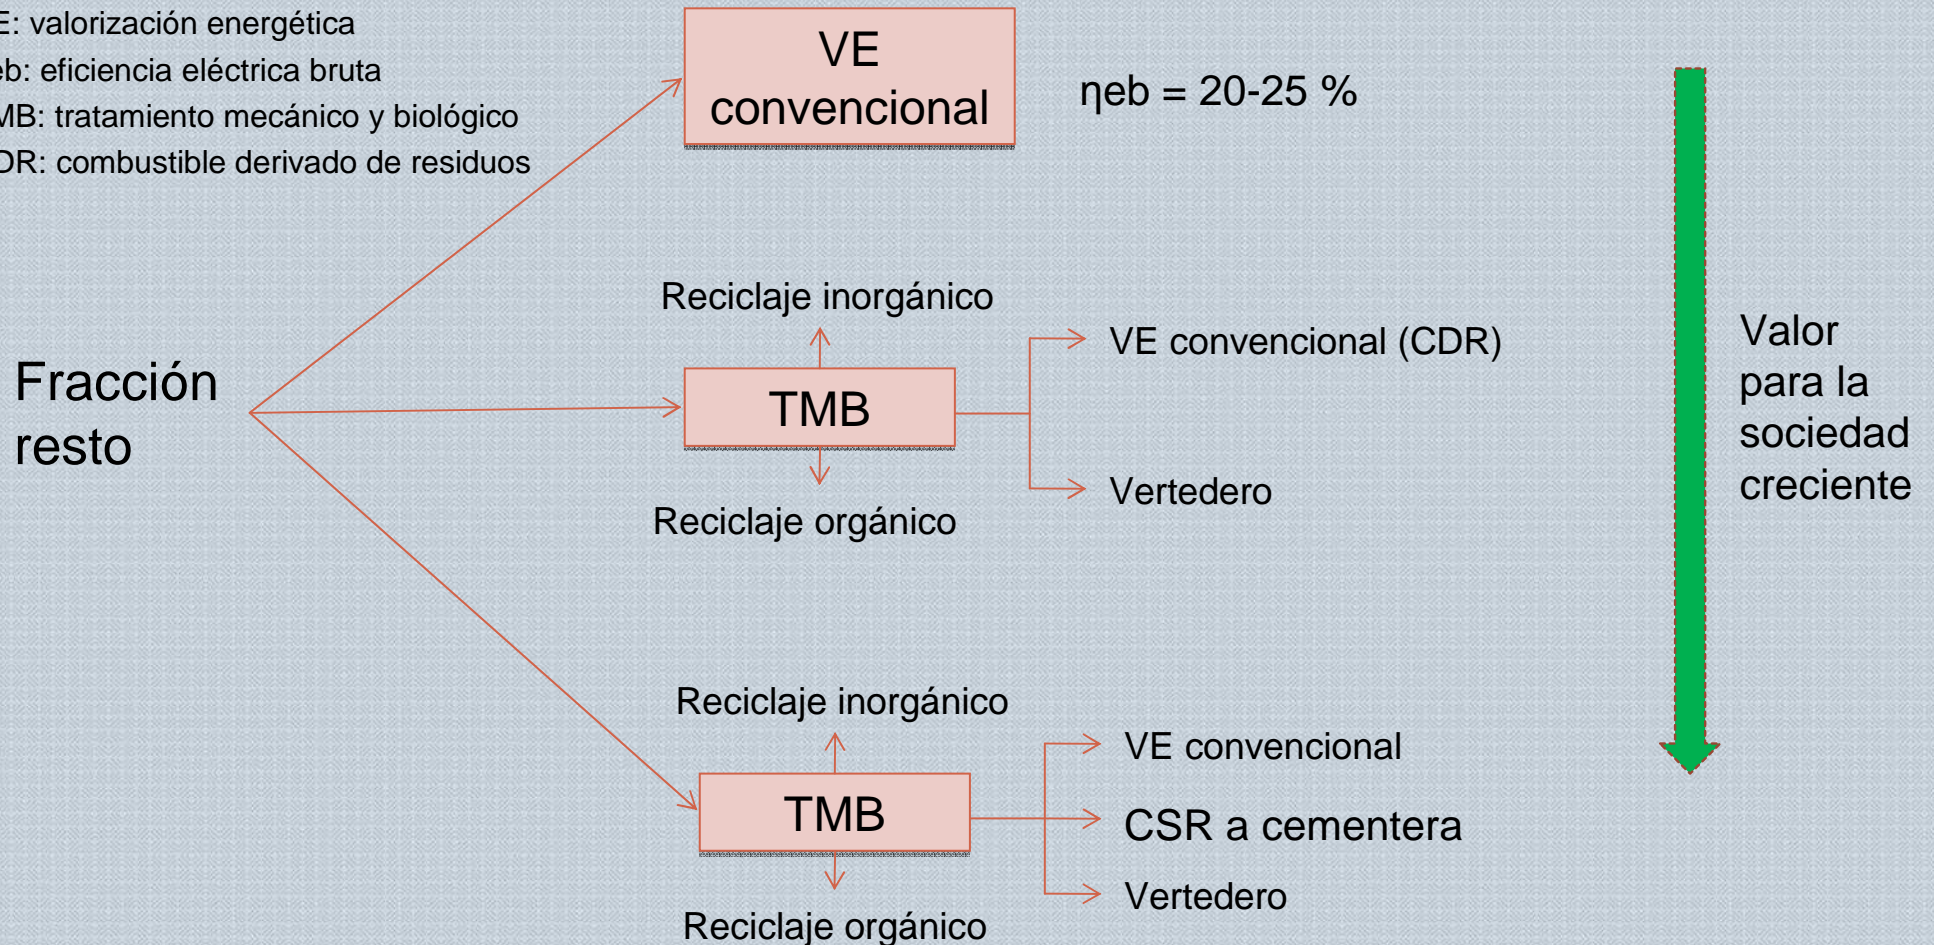 E: valorización energética
eb: eficiencia eléctrica bruta
MB: tratamiento mecánico y biológico
DR: combustible derivado de residuos
VE
convencional
ηeb = 20-25 %
Fracción
resto
Reciclaje inorgánico
TMB
Reciclaje orgánico
VE convencional (CDR)
Vertedero
Reciclaje inorgánico
TMB
Reciclaje orgánico
VE convencional
CSR a cementera
Vertedero
Valor
para la
sociedad
creciente